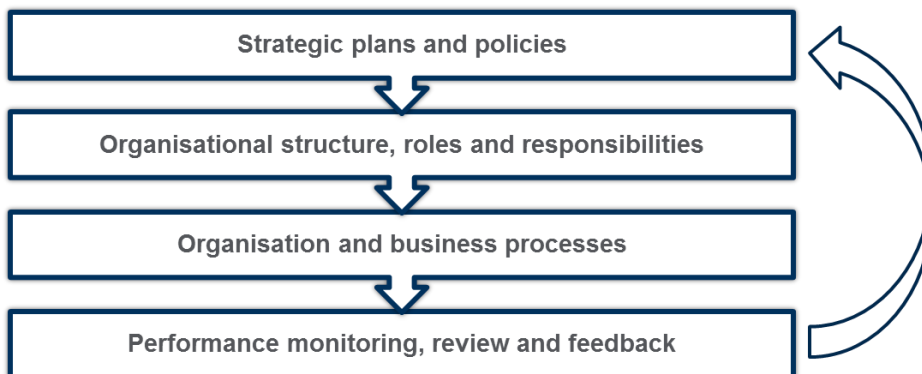 Strategic plans and policies
Organisational structure, roles and responsibilities
Organisation and business processes
Performance monitoring, review and feedback